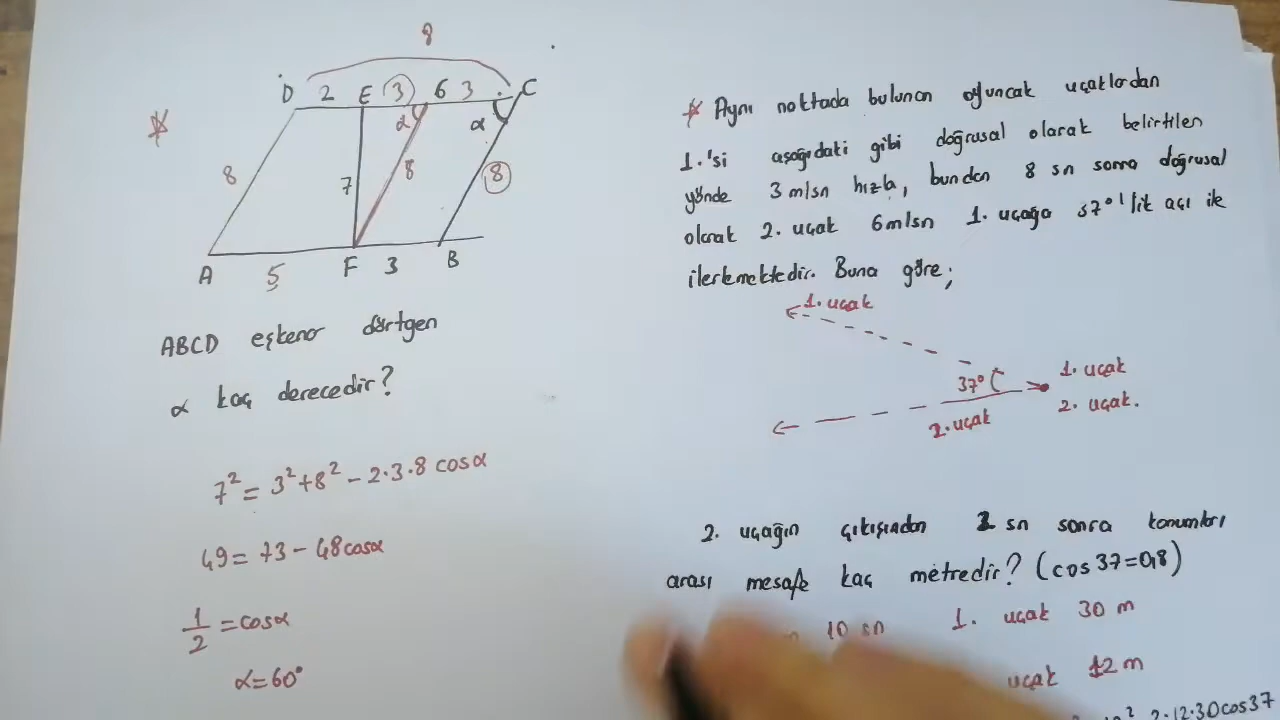 8
D 2 E 3 6 3 C
α α
8 7 8 8
A 5 F 3 B
ABCD eşkenar dörtgen
α kaç derecedir?
7² = 3² + 8² - 2·3·8 cosα
49 = 73 - 48cosα
1/2 = cosα
α = 60°
Aynı noktada bulunan oyuncak uçaklardan
1.'si aşağıdaki gibi doğrusal olarak belirtilen
yönde 3 m/sn hızla, bundan 8 sn sonra doğrusal
olarak 2. uçak 6m/sn 1. uçağa 37°'lik açı ile
ilerlemektedir. Buna göre;
1. uçak
37°
1. uçak
2. uçak.
2. uçak
2. uçağın çıkışından 2 sn sonra konumları
arası mesafe kaç metredir? (cos37=0,8)
10 sn 1. uçak 30 m
uçak 12 m
2·12·30cos37